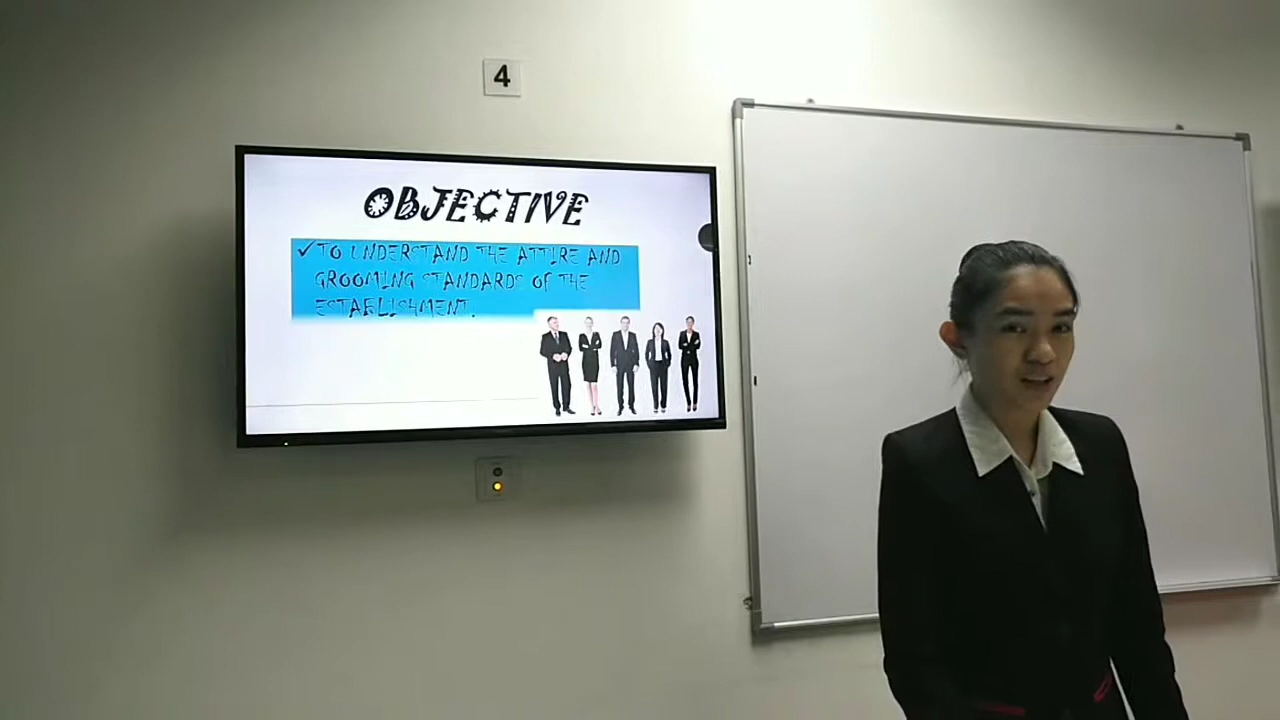 4
OBJECTIVE
✓TO UNDERSTAND THE ATTIRE AND
GROOMING STANDARDS OF THE
ESTABLISHMENT.